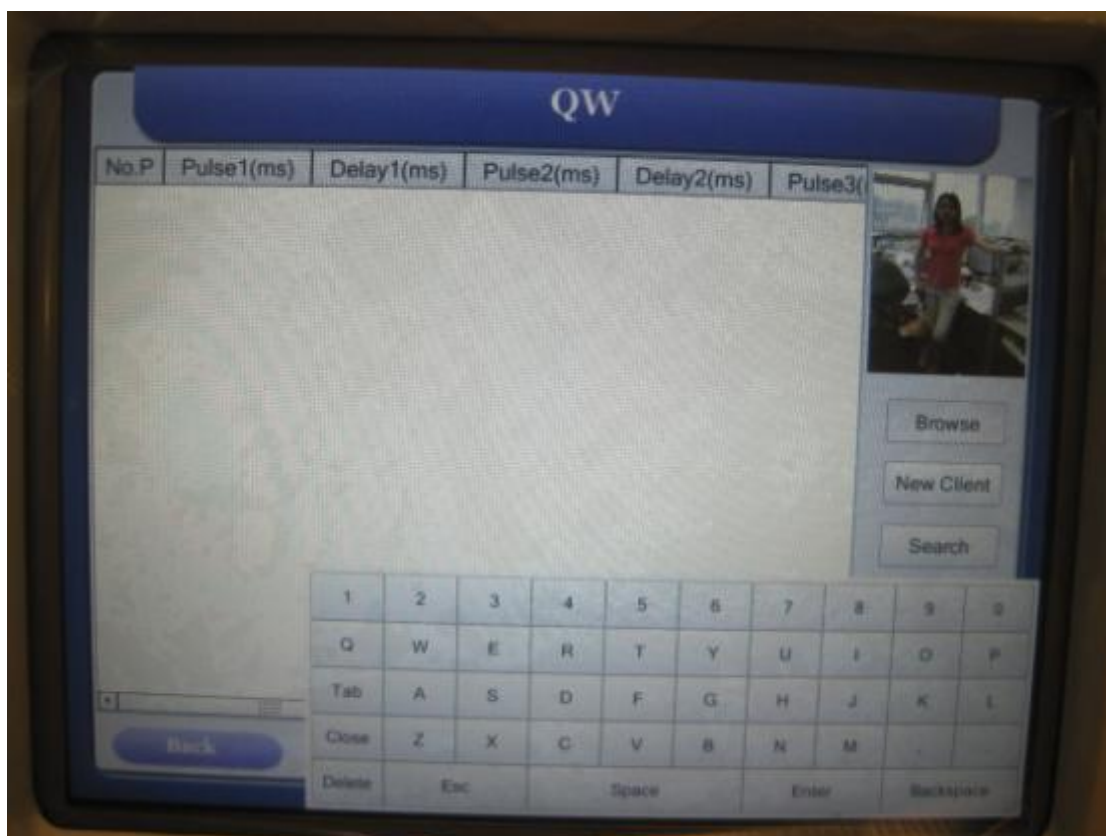 QW
No.P Pulse1(ms) Delay1(ms) Pulse2(ms) Delay2(ms) Pulse3(
Browse
New Client
Search
1 2 3 4 5 6 7 8 9 0
Q W E R T Y U I O P
Tab A S D F G H J K L
Close Z X C V B N M
Back
Delete Esc Space Enter Backspace